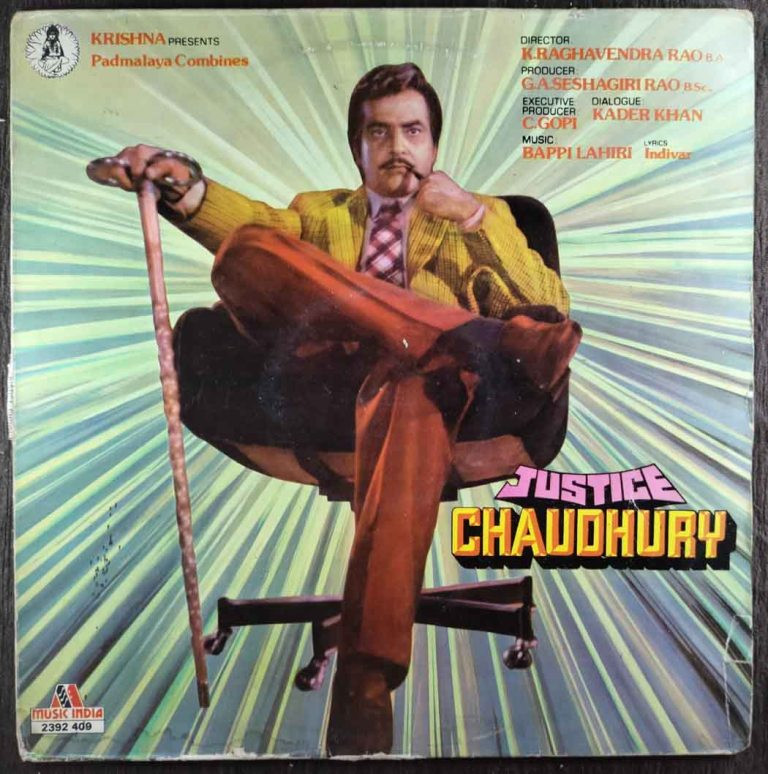 KRISHNA PRESENTS
Padmalaya Combines
DIRECTOR:
K.RAGHAVENDRA RAO B.A
PRODUCER:
G.A.SESHAGIRI RAO B.Sc.
EXECUTIVE PRODUCER
C.GOPI
DIALOGUE
KADER KHAN
MUSIC:
BAPPI LAHIRI
LYRICS
Indivar
JUSTICE
CHAUDHURY
MUSIC INDIA
2392 409